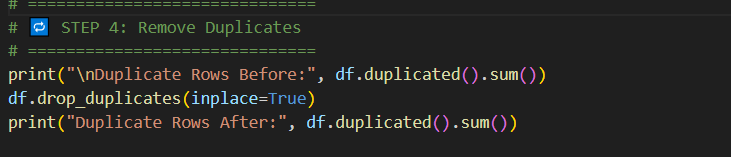 # ==============================
# 🔁 STEP 4: Remove Duplicates
# ==============================
print("\nDuplicate Rows Before:", df.duplicated().sum())
df.drop_duplicates(inplace=True)
print("Duplicate Rows After:", df.duplicated().sum())